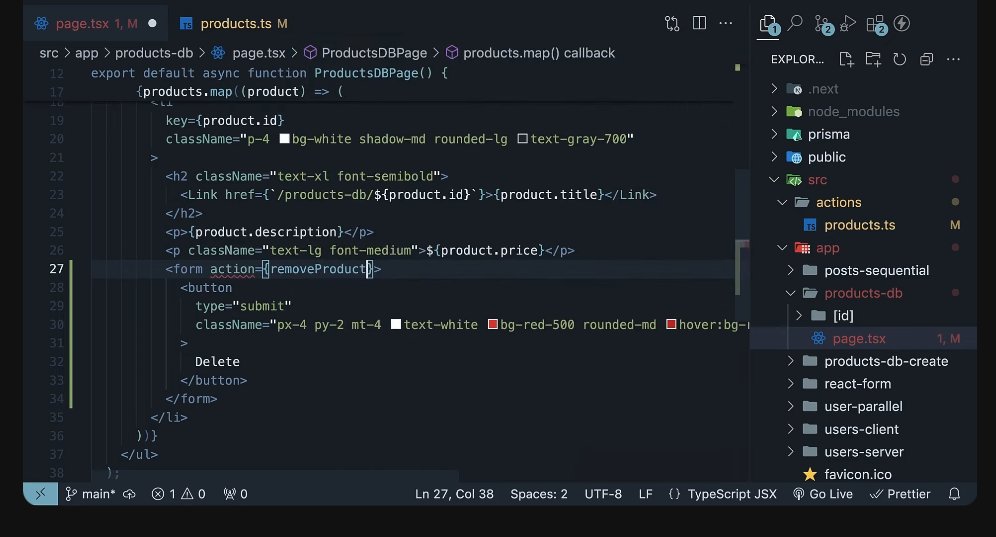 page.tsx 1, M
TS products.ts M
src > app > products-db > page.tsx > ProductsDBPage > products.map() callback
12 export default async function ProductsDBPage() {
17 {products.map((product) => (
18 <li
19 key={product.id}
20 className="p-4 bg-white shadow-md rounded-lg text-gray-700"
21 >
22 <h2 className="text-xl font-semibold">
23 <Link href={`/products-db/${product.id}`}>{product.title}</Link>
24 </h2>
25 <p>{product.description}</p>
26 <p className="text-lg font-medium">${product.price}</p>
27 <form action={removeProduct}>
28 <button
29 type="submit"
30 className="px-4 py-2 mt-4 text-white bg-red-500 rounded-md hover:bg-r
31 >
32 Delete
33 </button>
34 </form>
35 </li>
36 ))}
37 </ul>
38 );
1 2 2
EXPLOR...
.next
node_modules
prisma
public
src
actions
TS products.ts M
app
posts-sequential
products-db
[id]
page.tsx 1, M
products-db-create
react-form
user-parallel
users-client
users-server
favicon.ico
main* 1 0 0 Ln 27, Col 38 Spaces: 2 UTF-8 LF {} TypeScript JSX Go Live Prettier